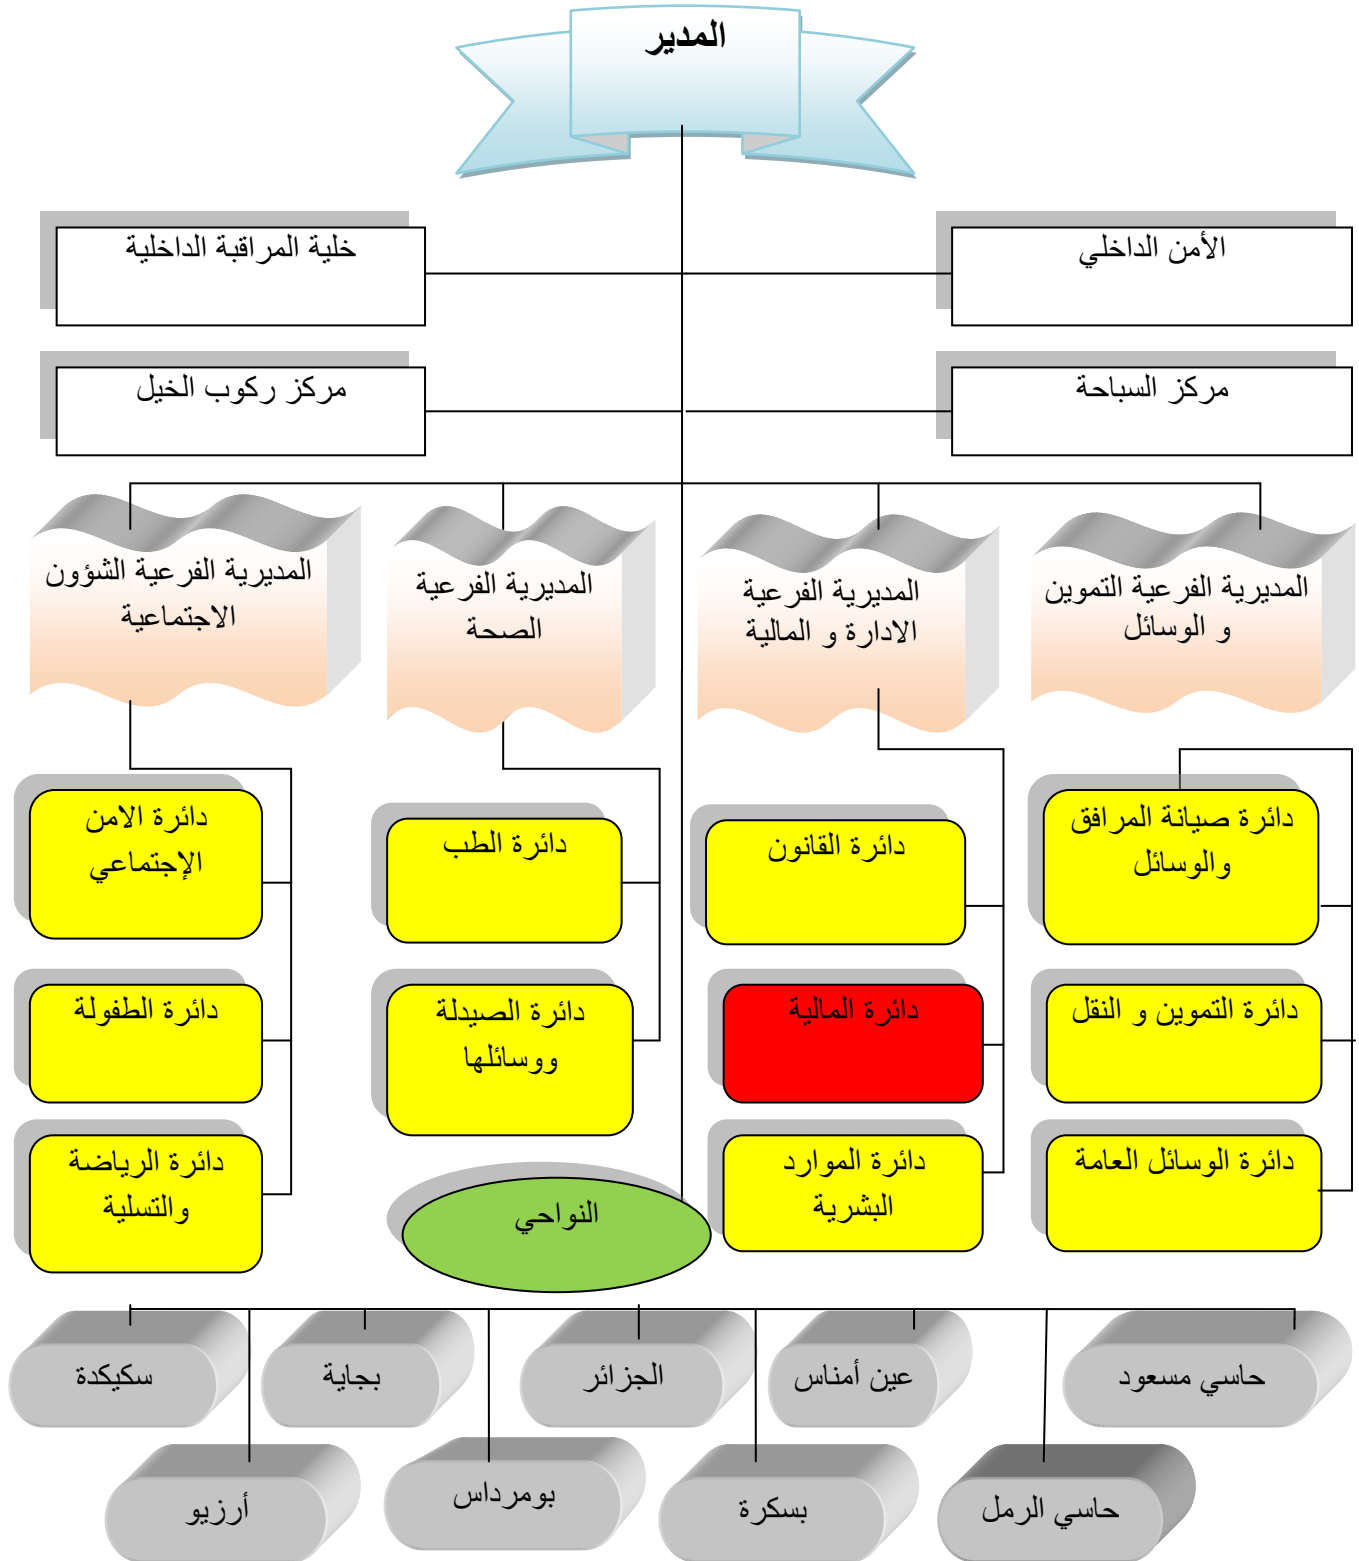 المدير
الأمن الداخلي
خلية المراقبة الداخلية
مركز السباحة
مركز ركوب الخيل
المديرية الفرعية التموين
و الوسائل
المديرية الفرعية
الادارة و المالية
المديرية الفرعية
الصحة
المديرية الفرعية الشؤون
الاجتماعية
دائرة صيانة المرافق
والوسائل
دائرة القانون
دائرة الطب
دائرة الامن
الإجتماعي
دائرة التموين و النقل
دائرة المالية
دائرة الصيدلة
ووسائلها
دائرة الطفولة
دائرة الوسائل العامة
دائرة الموارد
البشرية
دائرة الرياضة
والتسلية
النواحي
حاسي مسعود
عين أمناس
الجزائر
بجاية
سكيكدة
حاسي الرمل
بسكرة
بومرداس
أرزيو